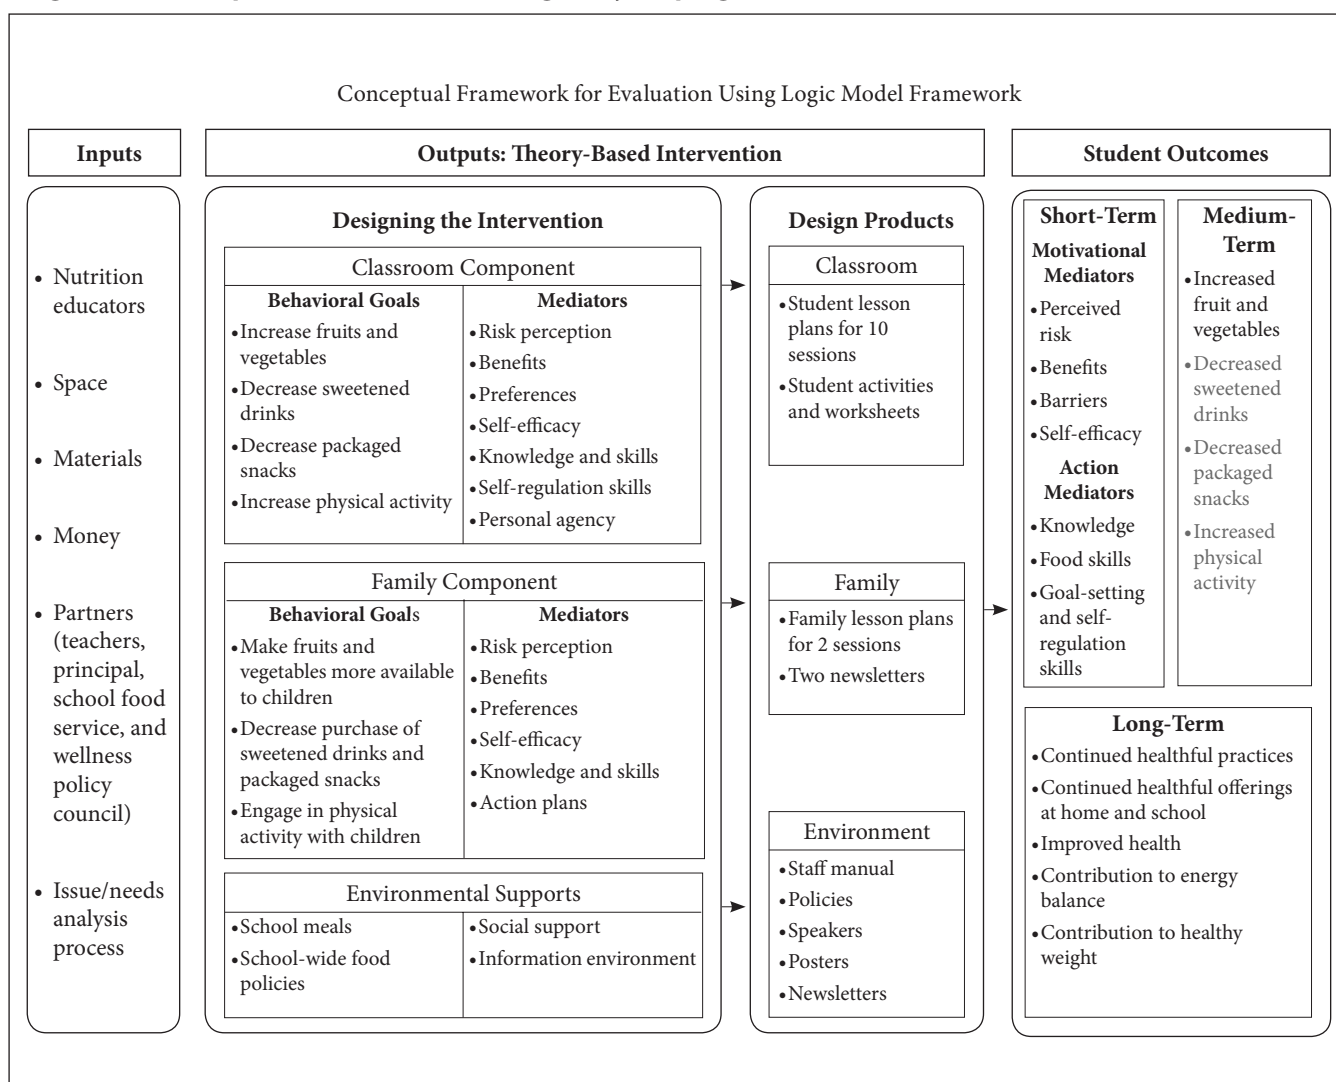 Conceptual Framework for Evaluation Using Logic Model Framework
Inputs
Outputs: Theory-Based Intervention
Student Outcomes
• Nutrition
educators
• Space
• Materials
• Money
• Partners
(teachers,
principal,
school food
service, and
wellness
policy
council)
• Issue/needs
analysis
process
Designing the Intervention
Classroom Component
Behavioral Goals
•Increase fruits and
vegetables
•Decrease sweetened
drinks
•Decrease packaged
snacks
•Increase physical activity
Mediators
•Risk perception
•Benefits
•Preferences
•Self-efficacy
•Knowledge and skills
•Self-regulation skills
•Personal agency
Family Component
Behavioral Goals
•Make fruits and
vegetables more available
to children
•Decrease purchase of
sweetened drinks and
packaged snacks
•Engage in physical
activity with children
Mediators
•Risk perception
•Benefits
•Preferences
•Self-efficacy
•Knowledge and skills
•Action plans
Environmental Supports
•School meals
•School-wide food
policies
•Social support
•Information environment
Design Products
Classroom
•Student lesson
plans for 10
sessions
•Student activities
and worksheets
Family
•Family lesson plans
for 2 sessions
•Two newsletters
Environment
•Staff manual
•Policies
•Speakers
•Posters
•Newsletters
Short-Term
Motivational
Mediators
•Perceived
risk
•Benefits
•Barriers
•Self-efficacy
Action
Mediators
•Knowledge
•Food skills
•Goal-setting
and self-
regulation
skills
Medium-
Term
•Increased
fruit and
vegetables
•Decreased
sweetened
drinks
•Decreased
packaged
snacks
•Increased
physical
activity
Long-Term
•Continued healthful practices
•Continued healthful offerings
at home and school
•Improved health
•Contribution to energy
balance
•Contribution to healthy
weight